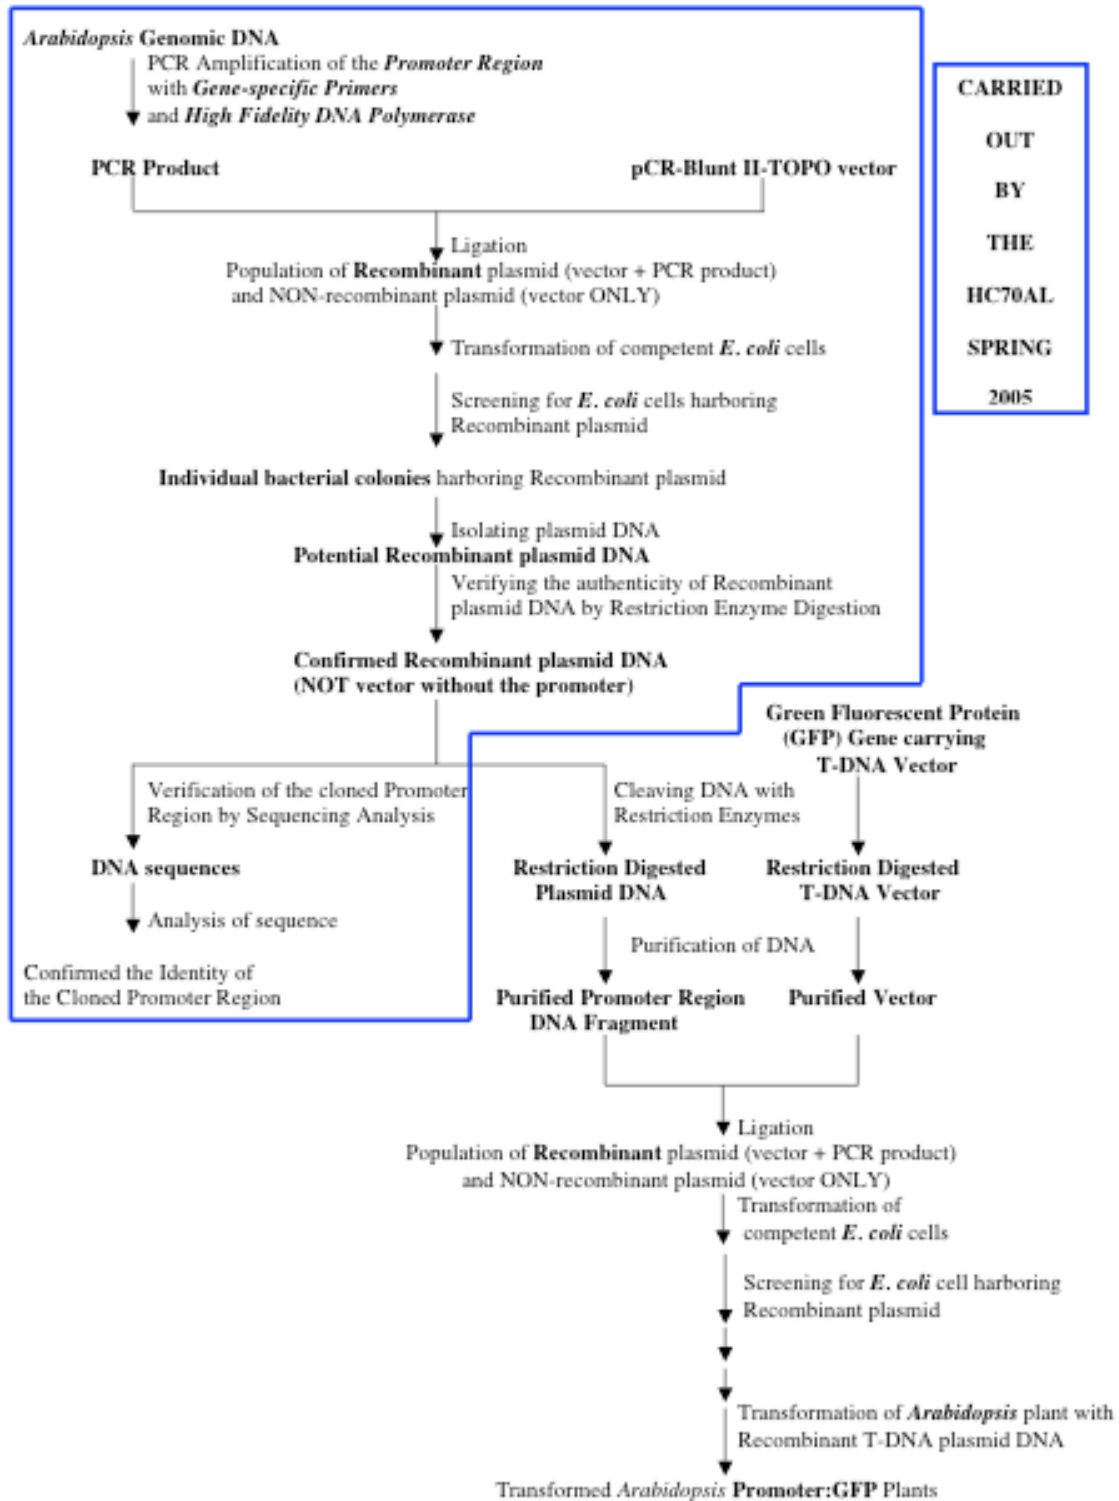 Arabidopsis Genomic DNA
PCR Amplification of the Promoter Region
with Gene-specific Primers
and High Fidelity DNA Polymerase
PCR Product
pCR-Blunt II-TOPO vector
Ligation
Population of Recombinant plasmid (vector + PCR product)
and NON-recombinant plasmid (vector ONLY)
Transformation of competent E. coli cells
Screening for E. coli cells harboring
Recombinant plasmid
Individual bacterial colonies harboring Recombinant plasmid
Isolating plasmid DNA
Potential Recombinant plasmid DNA
Verifying the authenticity of Recombinant
plasmid DNA by Restriction Enzyme Digestion
Confirmed Recombinant plasmid DNA
(NOT vector without the promoter)
Verification of the cloned Promoter
Region by Sequencing Analysis
DNA sequences
Analysis of sequence
Confirmed the Identity of
the Cloned Promoter Region
CARRIED
OUT
BY
THE
HC70AL
SPRING
2005
Green Fluorescent Protein
(GFP) Gene carrying
T-DNA Vector
Cleaving DNA with
Restriction Enzymes
Restriction Digested
Plasmid DNA
Restriction Digested
T-DNA Vector
Purification of DNA
Purified Promoter Region
DNA Fragment
Purified Vector
Ligation
Population of Recombinant plasmid (vector + PCR product)
and NON-recombinant plasmid (vector ONLY)
Transformation of
competent E. coli cells
Screening for E. coli cell harboring
Recombinant plasmid
Transformation of Arabidopsis plant with
Recombinant T-DNA plasmid DNA
Transformed Arabidopsis Promoter:GFP Plants